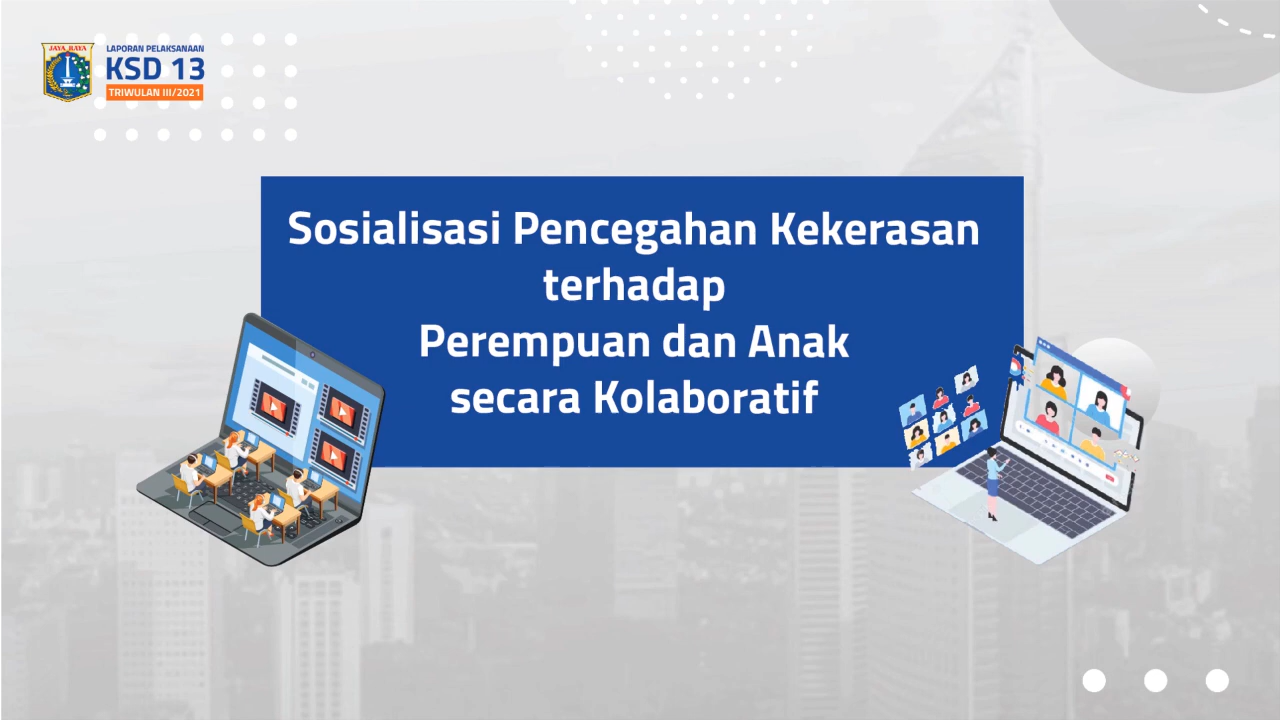 JAYA RAYA
LAPORAN PELAKSANAAN
KSD 13
TRIWULAN III/2021
Sosialisasi Pencegahan Kekerasan
terhadap
Perempuan dan Anak
secara Kolaboratif